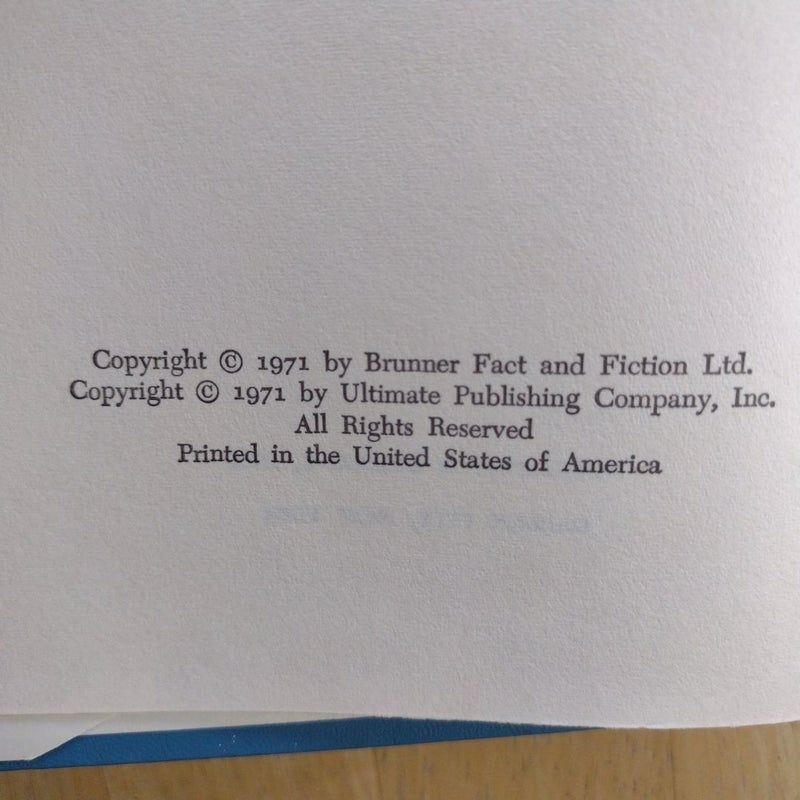 Copyright © 1971 by Brunner Fact and Fiction Ltd.
Copyright © 1971 by Ultimate Publishing Company, Inc.
All Rights Reserved
Printed in the United States of America